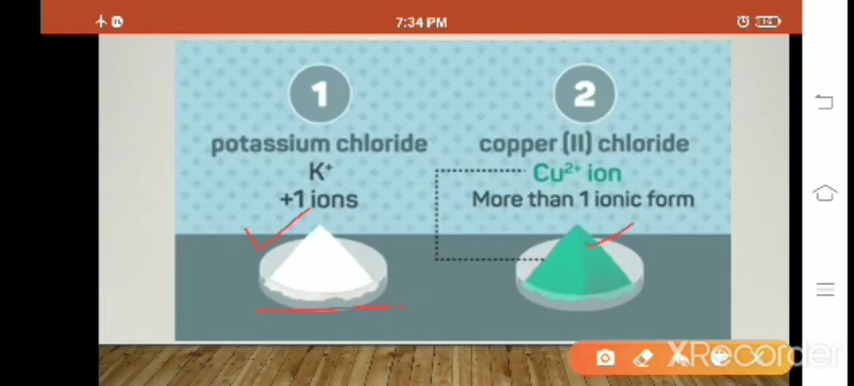 7:34 PM
1
potassium chloride
K⁺
+1 ions
2
copper (II) chloride
Cu²⁺ ion
More than 1 ionic form
XRecorder